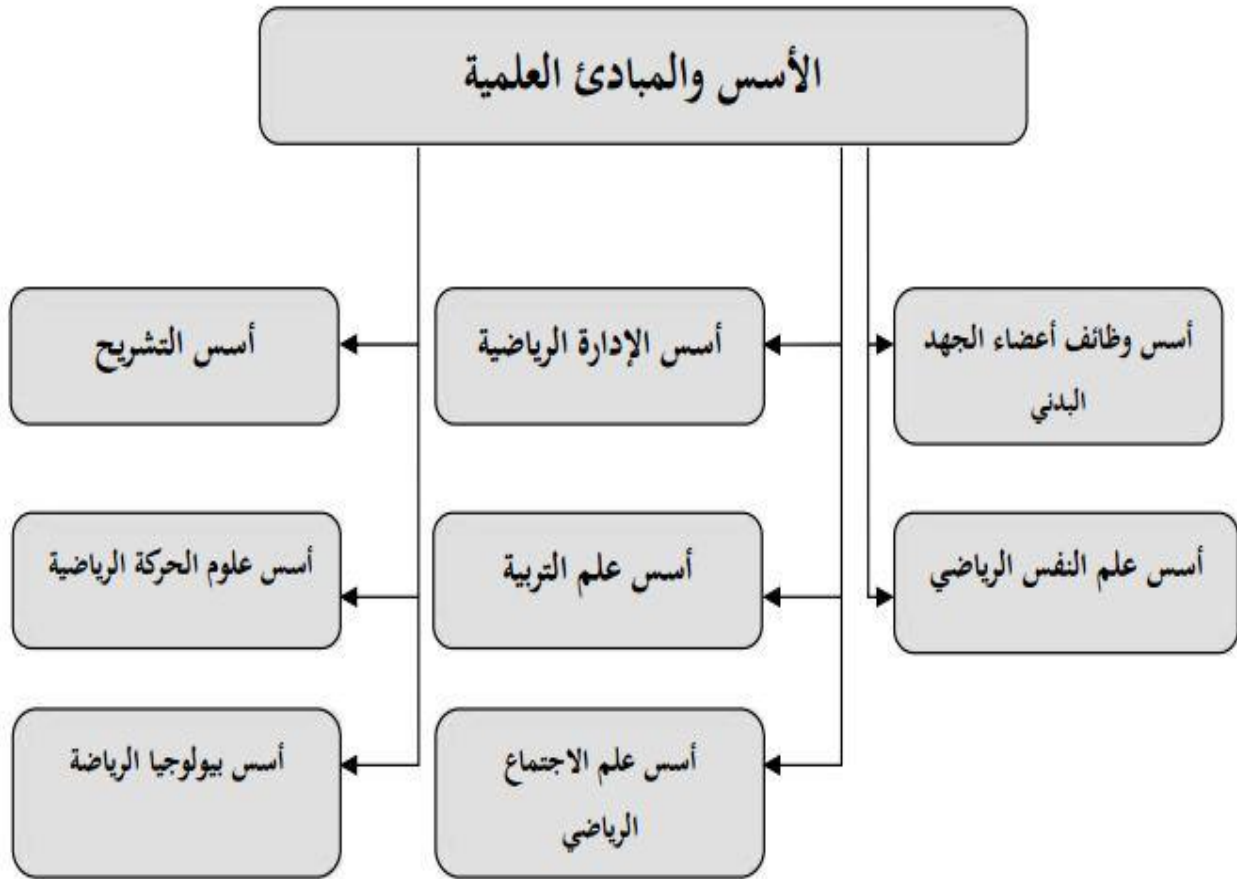 الأسس والمبادئ العلمية
أسس وظائف أعضاء الجهد
البدني
أسس الإدارة الرياضية
أسس التشريح
أسس علم النفس الرياضي
أسس علم التربية
أسس علوم الحركة الرياضية
أسس علم الاجتماع
الرياضي
أسس بيولوجيا الرياضة